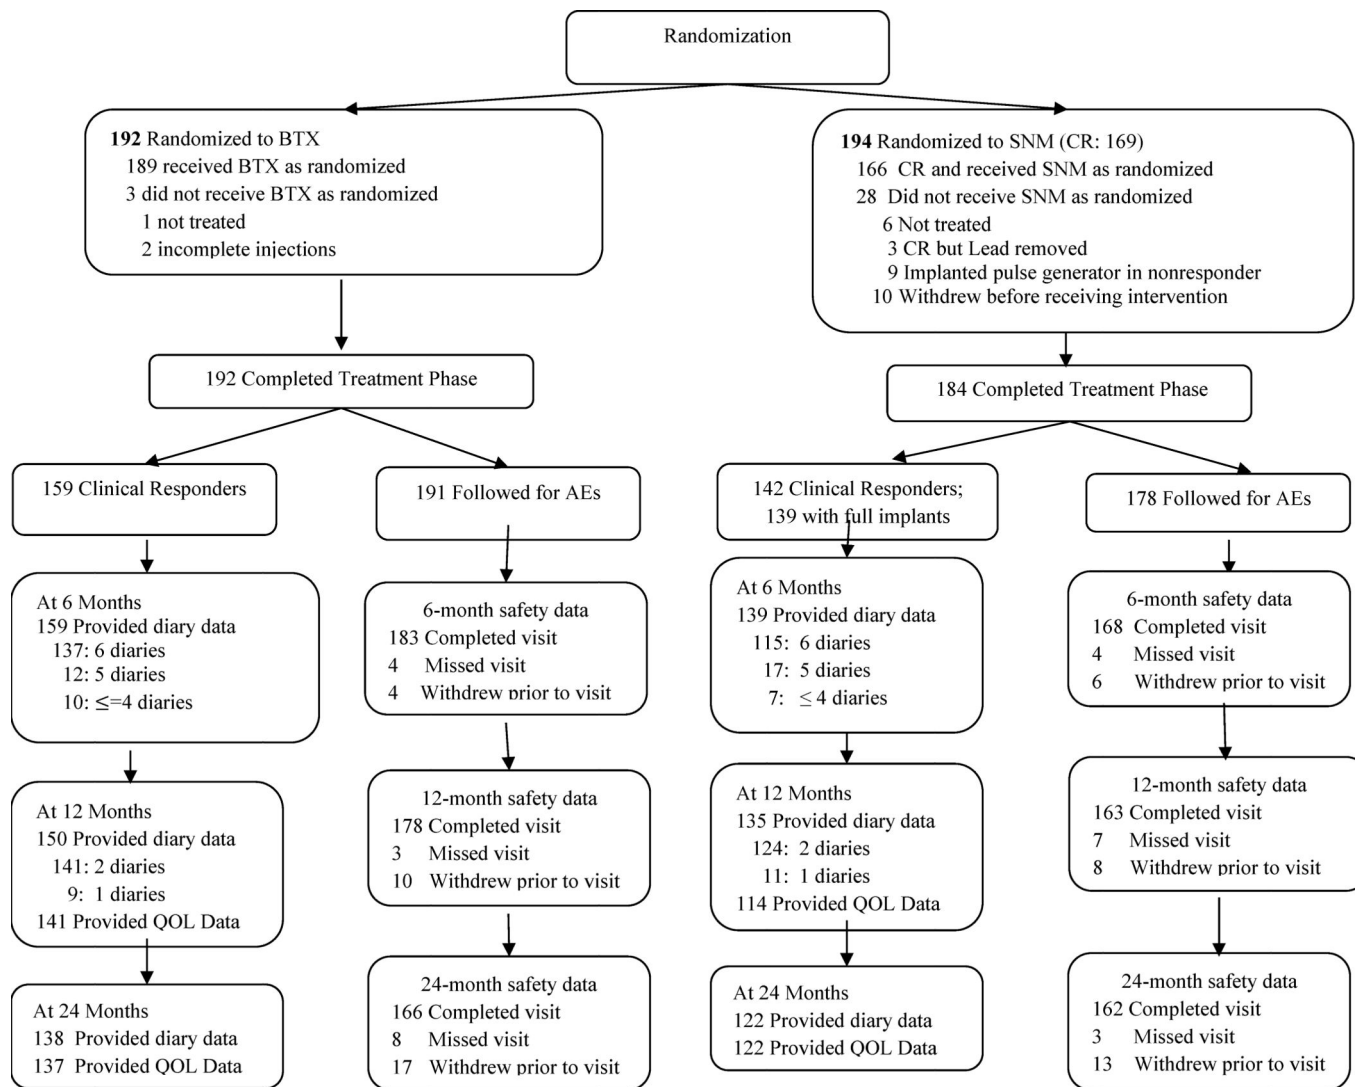 Randomization
192 Randomized to BTX
189 received BTX as randomized
3 did not receive BTX as randomized
1 not treated
2 incomplete injections
194 Randomized to SNM (CR: 169)
166 CR and received SNM as randomized
28 Did not receive SNM as randomized
6 Not treated
3 CR but Lead removed
9 Implanted pulse generator in nonresponder
10 Withdrew before receiving intervention
192 Completed Treatment Phase
184 Completed Treatment Phase
159 Clinical Responders
191 Followed for AEs
142 Clinical Responders;
139 with full implants
178 Followed for AEs
At 6 Months
159 Provided diary data
137: 6 diaries
12: 5 diaries
10: ≤=4 diaries
6-month safety data
183 Completed visit
4 Missed visit
4 Withdrew prior to visit
At 6 Months
139 Provided diary data
115: 6 diaries
17: 5 diaries
7: ≤ 4 diaries
6-month safety data
168 Completed visit
4 Missed visit
6 Withdrew prior to visit
At 12 Months
150 Provided diary data
141: 2 diaries
9: 1 diaries
141 Provided QOL Data
12-month safety data
178 Completed visit
3 Missed visit
10 Withdrew prior to visit
At 12 Months
135 Provided diary data
124: 2 diaries
11: 1 diaries
114 Provided QOL Data
12-month safety data
163 Completed visit
7 Missed visit
8 Withdrew prior to visit
At 24 Months
138 Provided diary data
137 Provided QOL Data
24-month safety data
166 Completed visit
8 Missed visit
17 Withdrew prior to visit
At 24 Months
122 Provided diary data
122 Provided QOL Data
24-month safety data
162 Completed visit
3 Missed visit
13 Withdrew prior to visit